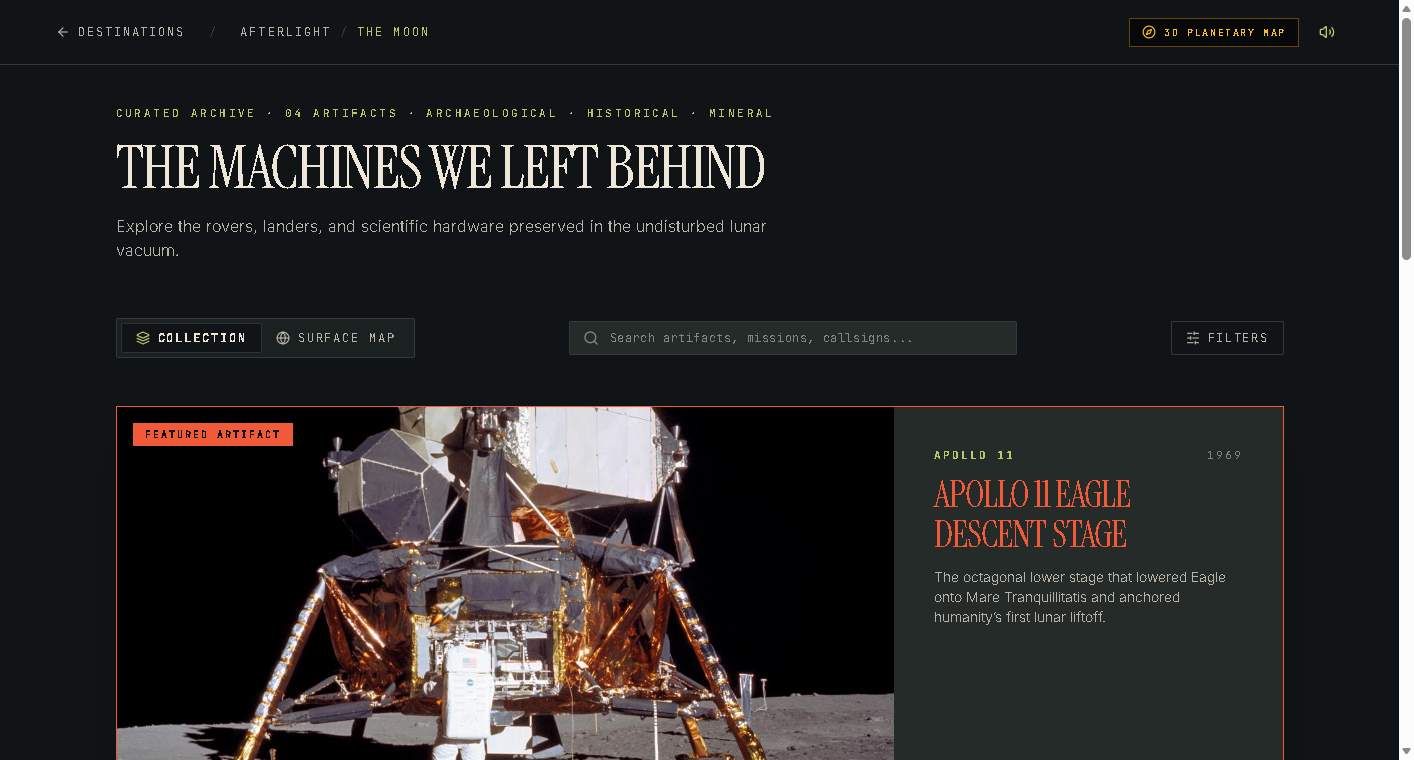 DESTINATIONS / AFTERLIGHT / THE MOON
3D PLANETARY MAP
CURATED ARCHIVE · 04 ARTIFACTS · ARCHAEOLOGICAL · HISTORICAL · MINERAL
THE MACHINES WE LEFT BEHIND
Explore the rovers, landers, and scientific hardware preserved in the undisturbed lunar
vacuum.
COLLECTION
SURFACE MAP
Search artifacts, missions, callsigns...
FILTERS
FEATURED ARTIFACT
APOLLO 11
1969
APOLLO 11 EAGLE
DESCENT STAGE
The octagonal lower stage that lowered Eagle
onto Mare Tranquillitatis and anchored
humanity’s first lunar liftoff.